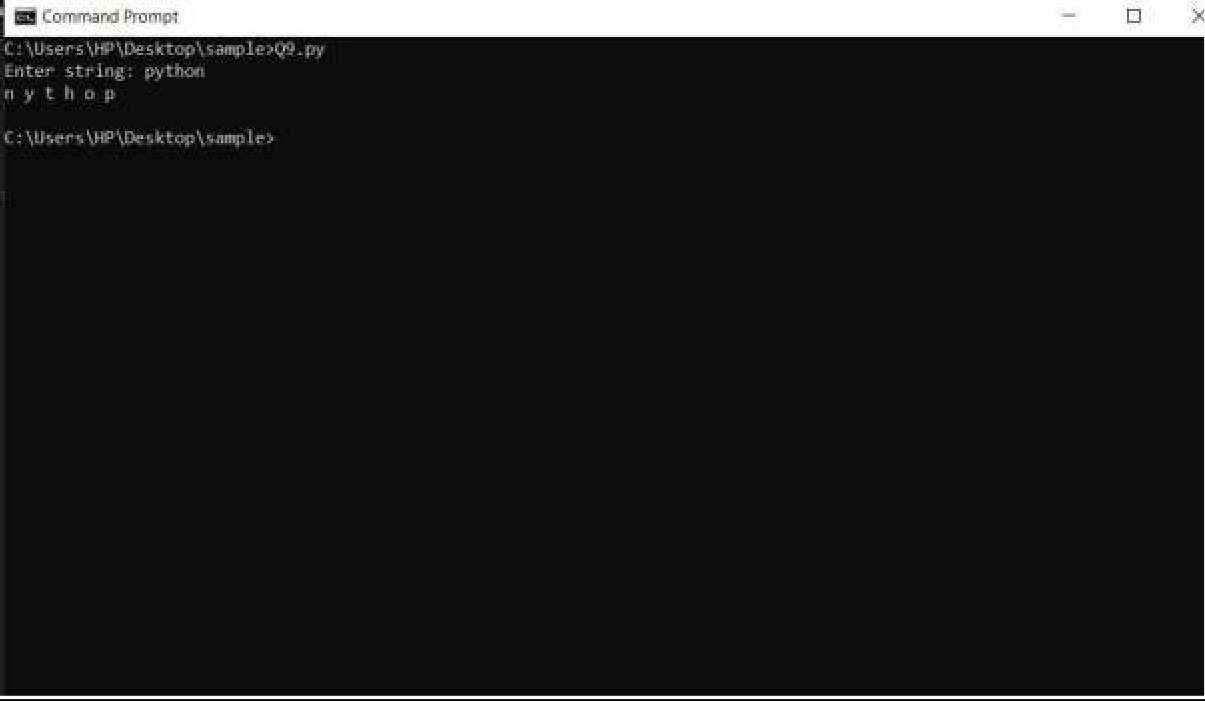 Command Prompt
C:\Users\HP\Desktop\sample>Q9.py
Enter string: python
n y t h o p
C:\Users\HP\Desktop\sample>